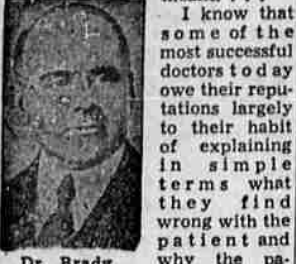 I know that
some of the
most successful
doctors today
owe their repu-
tations largely
to their habit
of explaining
in simple
terms what
they find
wrong with the
patient and
why the pa-
Dr. Brady